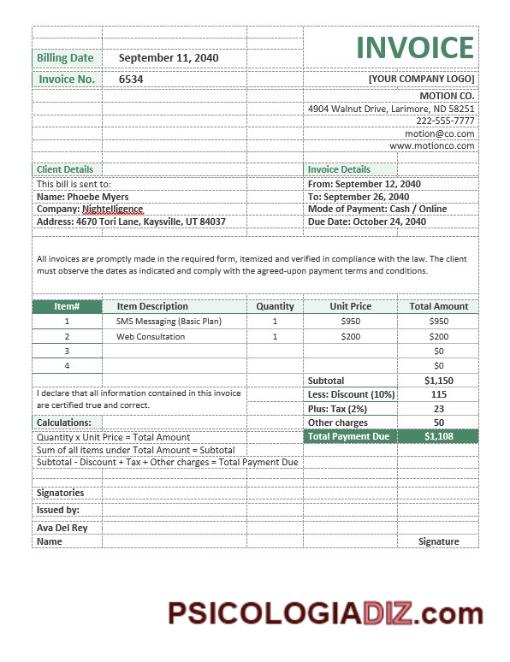 INVOICE
Billing Date September 11, 2040
Invoice No. 6534 [YOUR COMPANY LOGO]
MOTION CO.
4904 Walnut Drive, Larimore, ND 58251
222-555-7777
motion@co.com
www.motionco.com
Client Details Invoice Details
This bill is sent to: From: September 12, 2040
Name: Phoebe Myers To: September 26, 2040
Company: Nightelligence Mode of Payment: Cash / Online
Address: 4670 Tori Lane, Kaysville, UT 84037 Due Date: October 24, 2040
All invoices are promptly made in the required form, itemized and verified in compliance with the law. The client
must observe the dates as indicated and comply with the agreed-upon payment terms and conditions.
Item# Item Description Quantity Unit Price Total Amount
1 SMS Messaging (Basic Plan) 1 $950 $950
2 Web Consultation 1 $200 $200
3 $0
4 $0
Subtotal $1,150
I declare that all information contained in this invoice
are certified true and correct.
Less: Discount (10%) 115
Plus: Tax (2%) 23
Calculations: Other charges 50
Quantity x Unit Price = Total Amount Total Payment Due $1,108
Sum of all items under Total Amount = Subtotal
Subtotal - Discount + Tax + Other charges = Total Payment Due
Signatories
Issued by:
Ava Del Rey
Name Signature
PSICOLOGIADIZ.com